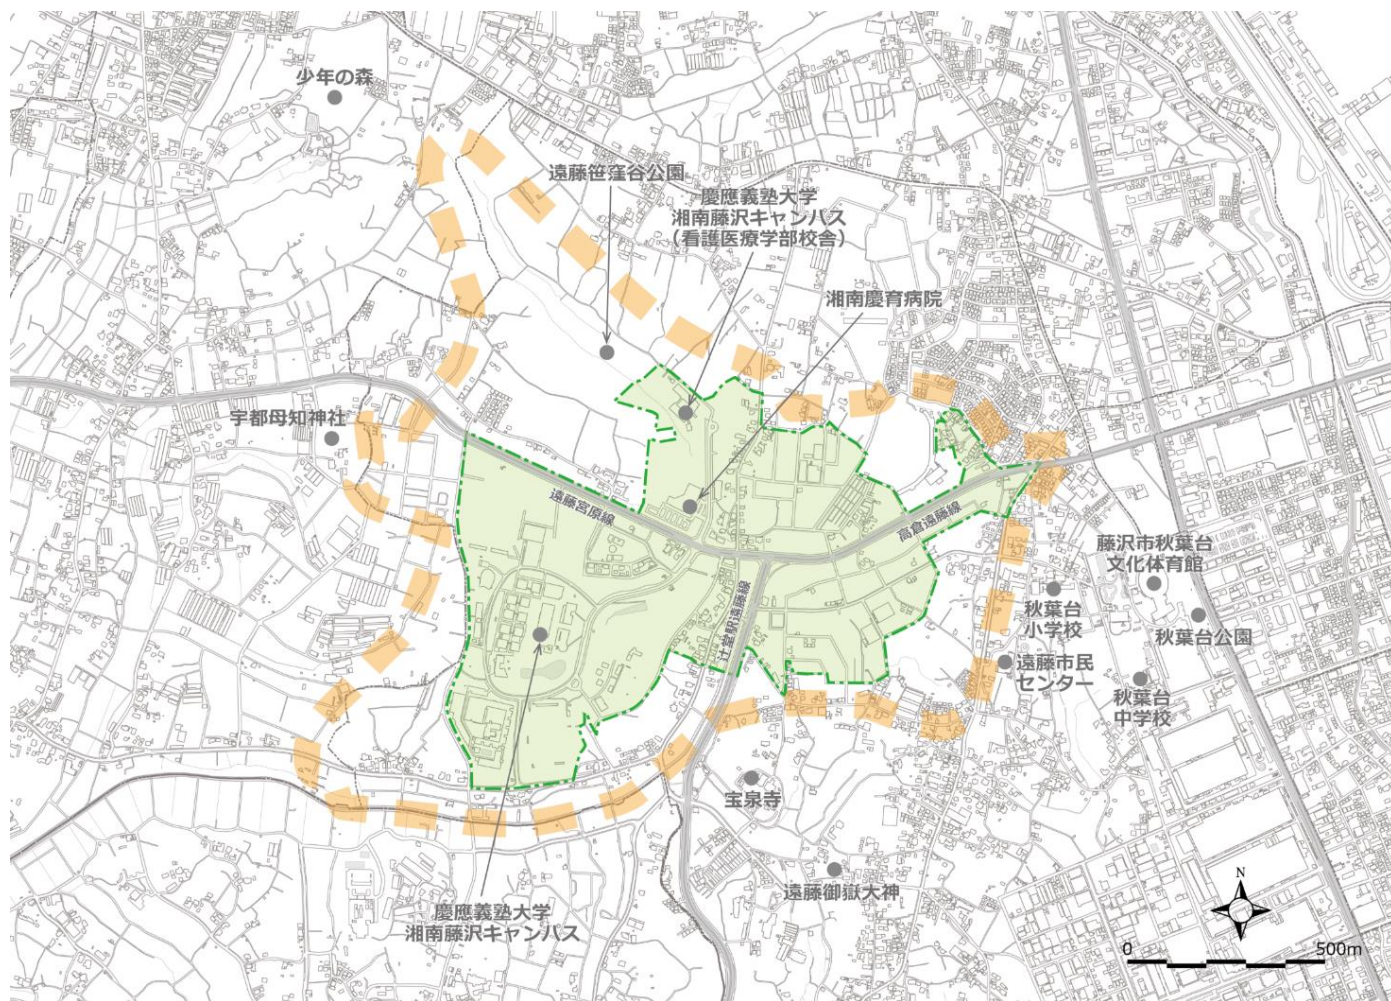 少年の森
遠藤笹窪谷公園
慶應義塾大学
湘南藤沢キャンパス
（看護医療学部校舎）
湘南慶育病院
宇都母知神社
遠藤宮原線
高倉遠藤線
辻堂駅遠藤線
藤沢市秋葉台
文化体育館
秋葉台
小学校
秋葉台公園
遠藤市民
センター
秋葉台
中学校
宝泉寺
遠藤御嶽大神
慶應義塾大学
湘南藤沢キャンパス
N
0
500m